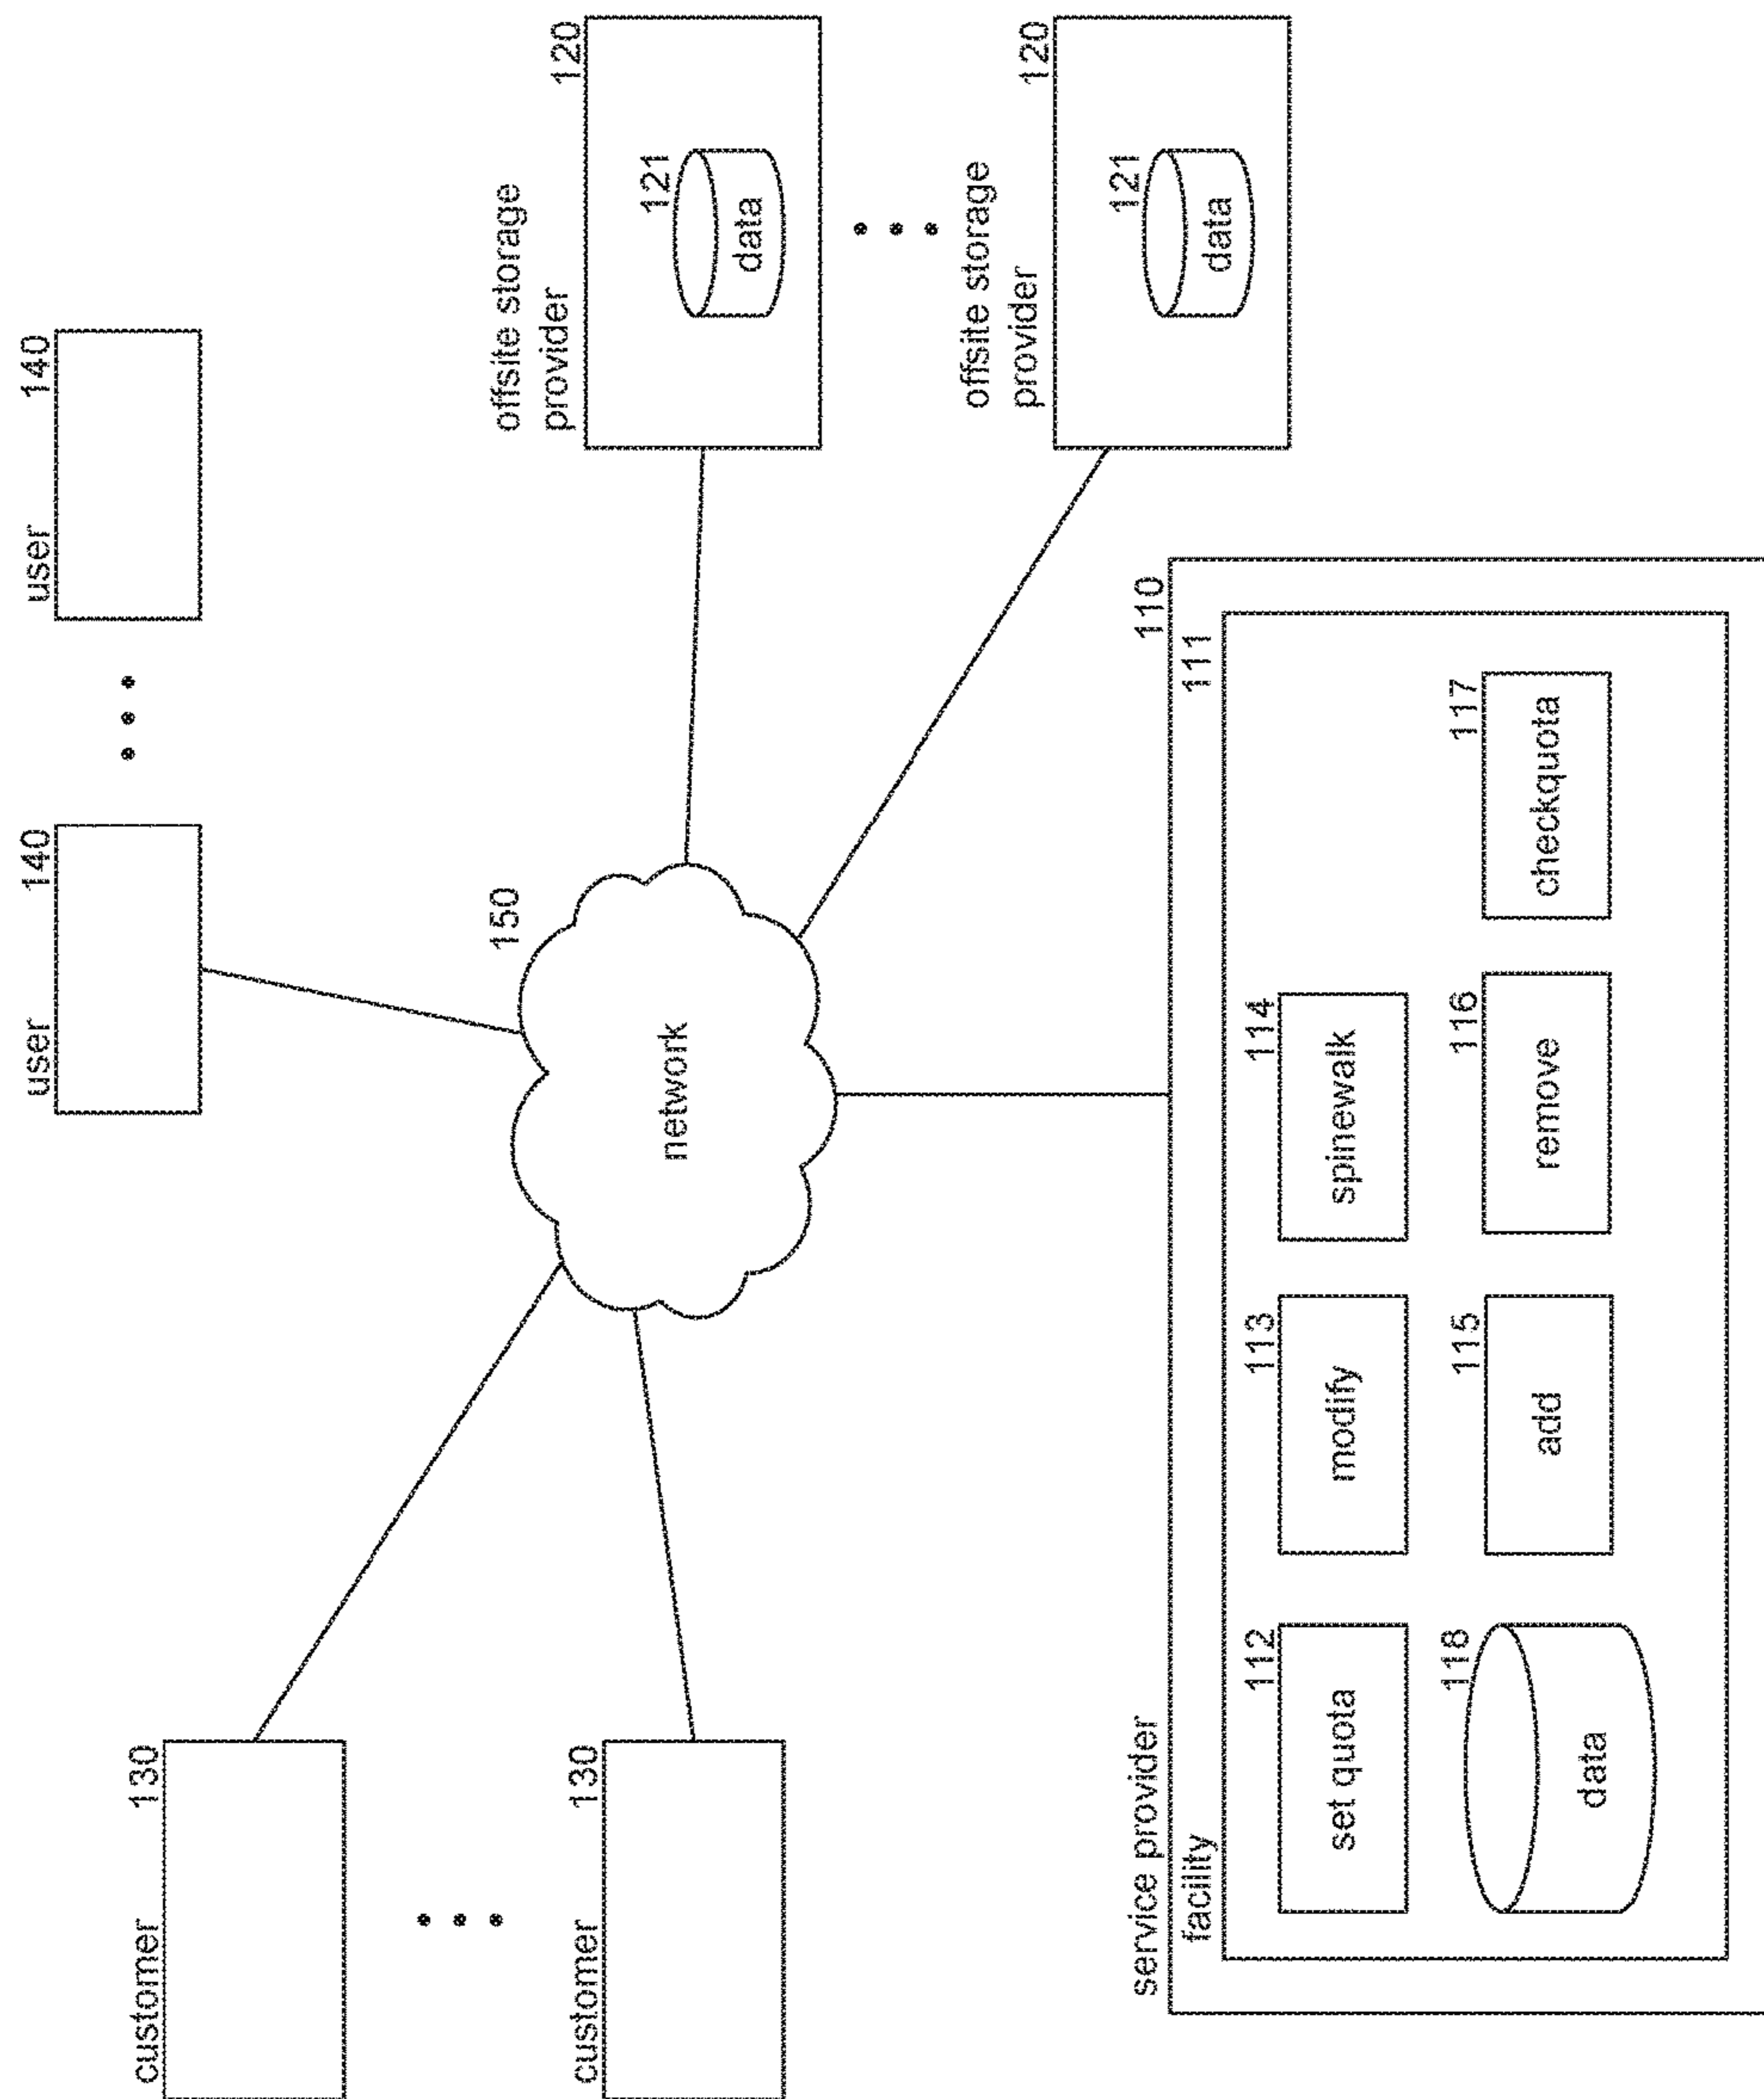 customer
130
customer
130
user
140
user
140
150
network
offsite storage
provider
120
121
data
offsite storage
provider
120
121
data
service provider
110
facility
111
set quota
112
modify
113
spinewalk
114
data
118
add
115
remove
116
checkquota
117